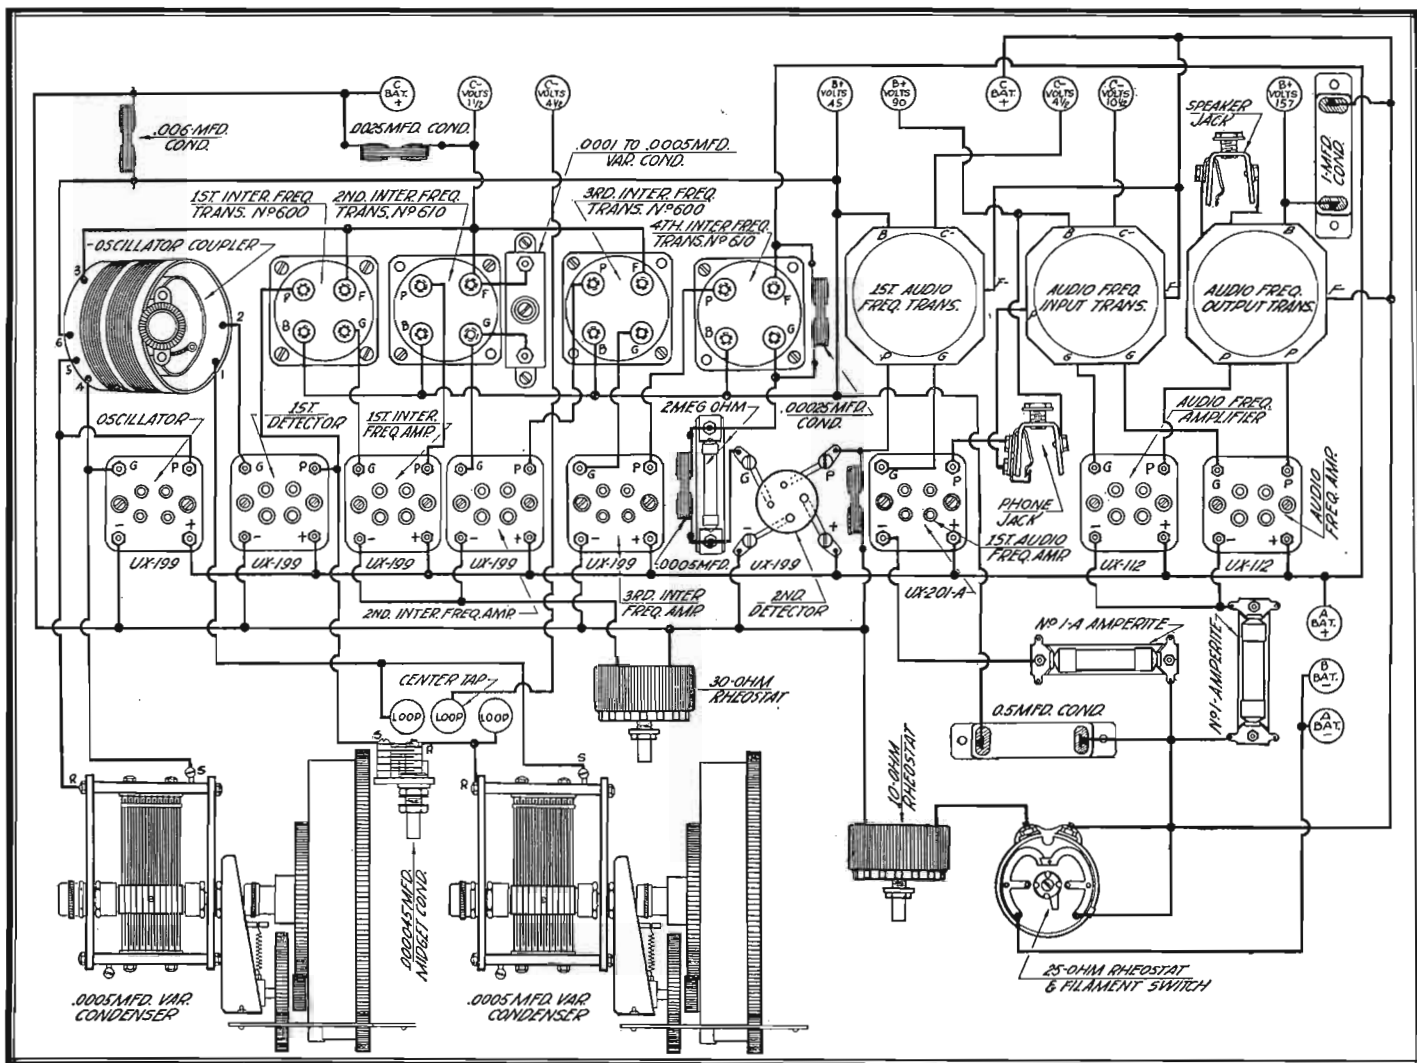 C BAT. +
C- VOLTS 1½
C- VOLTS 4½
B+ VOLTS 45
B+ VOLTS 90
C BAT. +
C- VOLTS 4½
C- VOLTS 10½
B+ VOLTS 157
.006-MFD.
COND.
.0025 MFD. COND.
.0001 TO .0005 MFD.
VAR. COND.
SPEAKER
JACK
1-MFD.
COND.
1ST. INTER. FREQ.
TRANS. Nº 600
2ND. INTER. FREQ.
TRANS. Nº 610
3RD. INTER. FREQ.
TRANS. Nº 600
4TH. INTER. FREQ.
TRANS. Nº 610
OSCILLATOR COUPLER
3
2
6
5
4
1
P F
B G
P F
B G
P F
B G
P F
B G
B C-
1ST AUDIO
FREQ. TRANS.
F-
P G
B C-
AUDIO FREQ.
INPUT TRANS.
F
P
G G
B
AUDIO FREQ.
OUTPUT TRANS.
F
P P
OSCILLATOR
1ST
DETECTOR
1ST INTER.
FREQ. AMP.
2 MEG OHM
.00025 MFD.
COND.
AUDIO FREQ.
AMPLIFIER
G P
- +
G P
- +
G P
- +
G P
- +
G P
- +
G P
- +
G P
- +
G P
- +
G P
- +
PHONE
JACK
AUDIO
FREQ. AMP.
UX-199
UX-199
UX-199
UX-199
UX-199
.0005 MFD.
UX-199
1ST. AUDIO
FREQ. AMP.
UX-201-A
UX-112
UX-112
2ND. INTER. FREQ. AMP.
3RD. INTER
FREQ. AMP.
2ND.
DETECTOR
Nº 1-A AMPERITE
Nº 1-AMPERITE
A BAT. +
B BAT. -
A BAT. -
CENTER TAP
LOOP
LOOP
LOOP
30-OHM
RHEOSTAT
0.5 MFD. COND.
S R
R S
R S
10-OHM
RHEOSTAT
.000045 MFD.
MIDGET COND.
.0005 MFD. VAR.
CONDENSER
.0005 MFD. VAR.
CONDENSER
25-OHM RHEOSTAT
& FILAMENT SWITCH